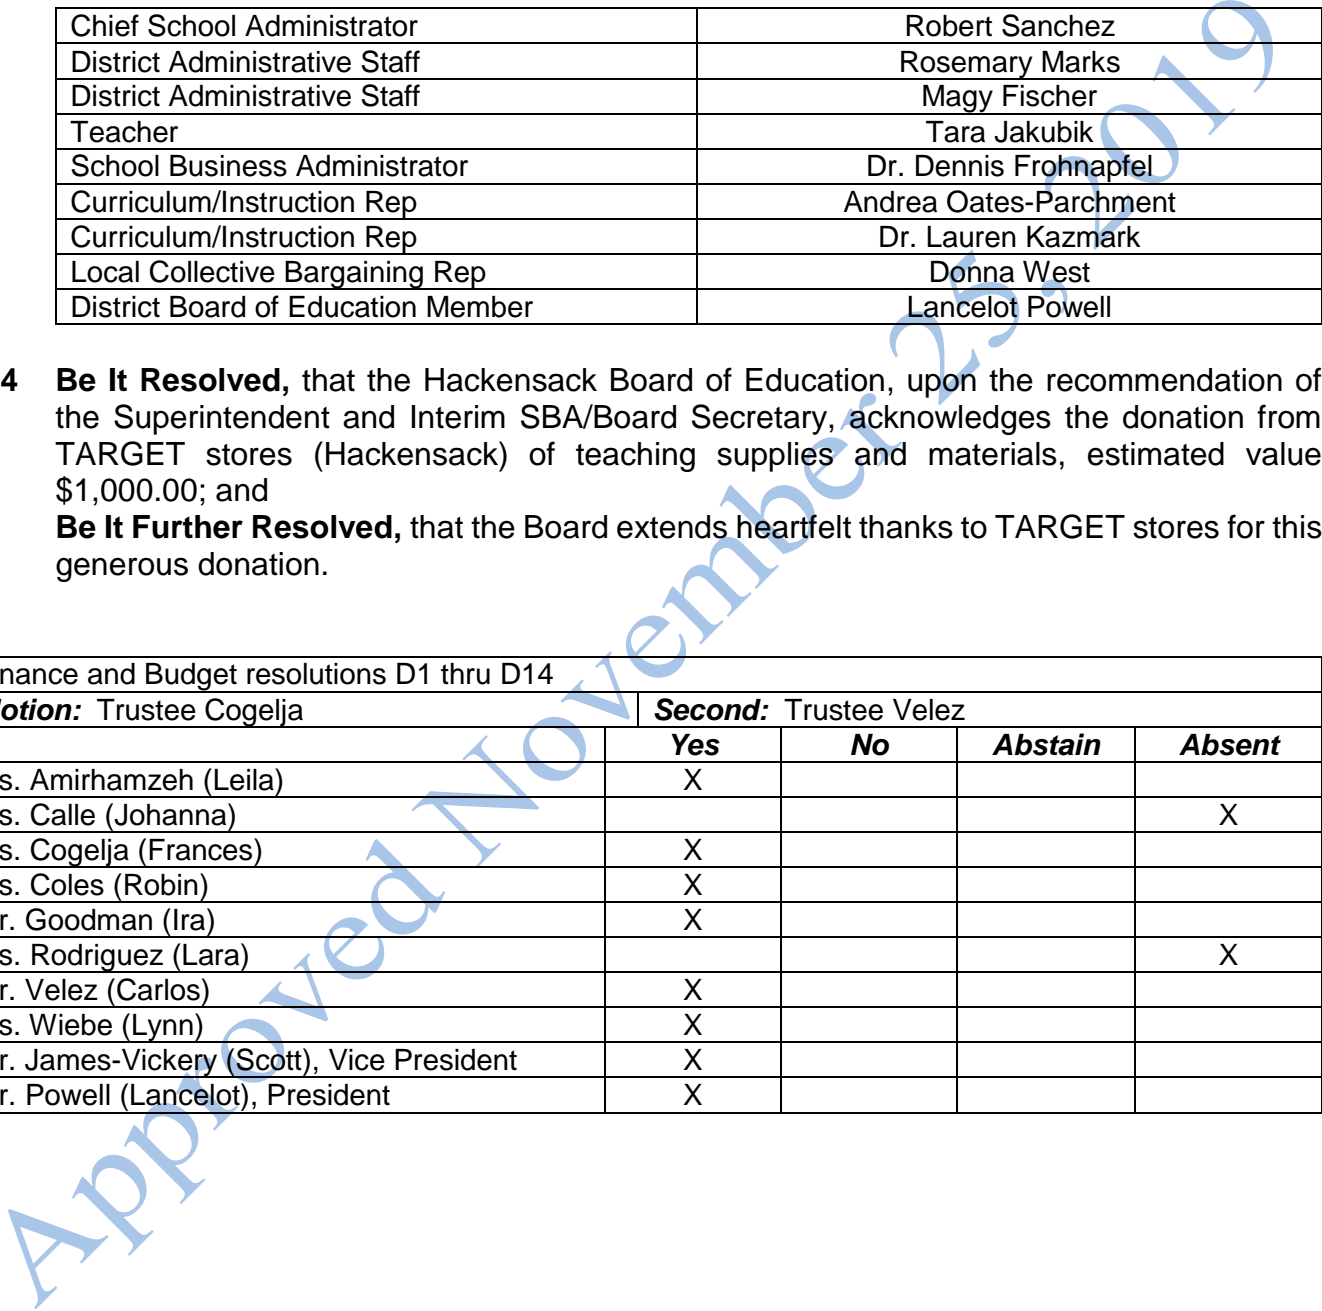 Chief School Administrator Robert Sanchez
District Administrative Staff Rosemary Marks
District Administrative Staff Magy Fischer
Teacher Tara Jakubik
School Business Administrator Dr. Dennis Frohnapfel
Curriculum/Instruction Rep Andrea Oates-Parchment
Curriculum/Instruction Rep Dr. Lauren Kazmark
Local Collective Bargaining Rep Donna West
District Board of Education Member Lancelot Powell
4 Be It Resolved, that the Hackensack Board of Education, upon the recommendation of
the Superintendent and Interim SBA/Board Secretary, acknowledges the donation from
TARGET stores (Hackensack) of teaching supplies and materials, estimated value
$1,000.00; and
Be It Further Resolved, that the Board extends heartfelt thanks to TARGET stores for this
generous donation.
nance and Budget resolutions D1 thru D14
otion: Trustee Cogelja Second: Trustee Velez
Yes No Abstain Absent
s. Amirhamzeh (Leila) X
s. Calle (Johanna) X
s. Cogelja (Frances) X
s. Coles (Robin) X
r. Goodman (Ira) X
s. Rodriguez (Lara) X
r. Velez (Carlos) X
s. Wiebe (Lynn) X
r. James-Vickery (Scott), Vice President X
r. Powell (Lancelot), President X
Approved November 25, 2019